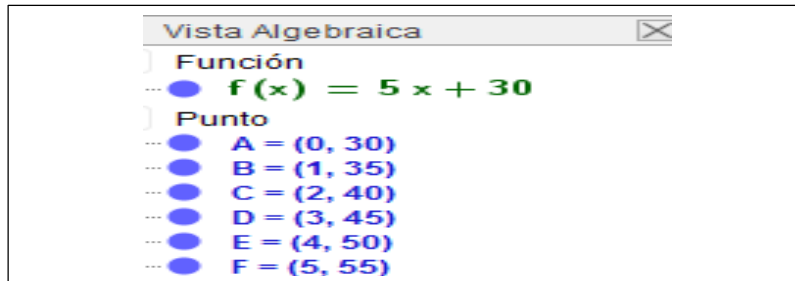 Vista Algebraica
Función
f(x) = 5 x + 30
Punto
A = (0, 30)
B = (1, 35)
C = (2, 40)
D = (3, 45)
E = (4, 50)
F = (5, 55)